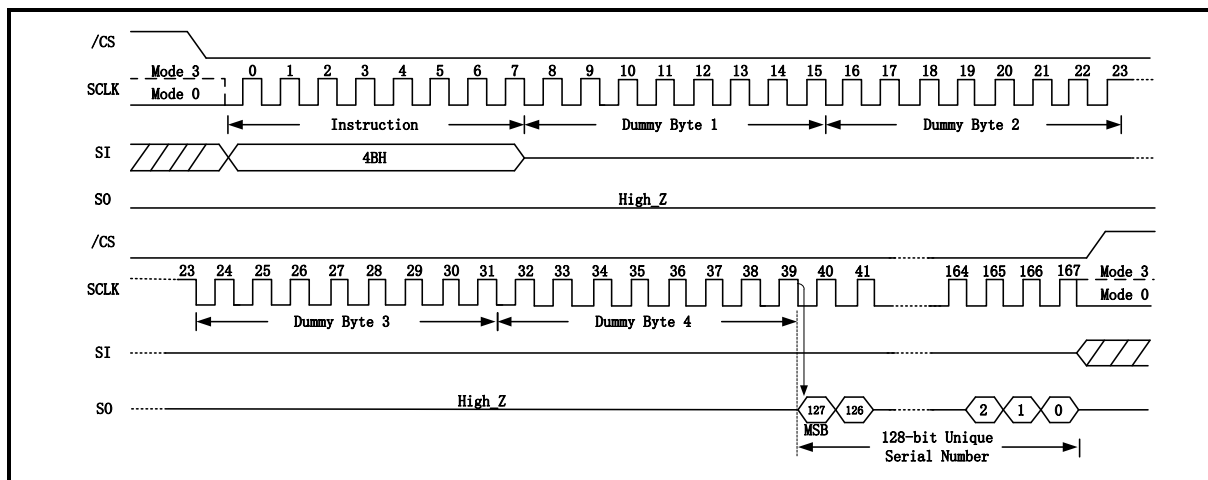 /CS
Mode 3 0 1 2 3 4 5 6 7 8 9 10 11 12 13 14 15 16 17 18 19 20 21 22 23
SCLK
Mode 0
Instruction Dummy Byte 1 Dummy Byte 2
SI 4BH
SO High_Z
/CS
23 24 25 26 27 28 29 30 31 32 33 34 35 36 37 38 39 40 41 164 165 166 167 Mode 3
SCLK
Mode 0
Dummy Byte 3 Dummy Byte 4
SI
SO High_Z 127 126 2 1 0
MSB 128-bit Unique
Serial Number